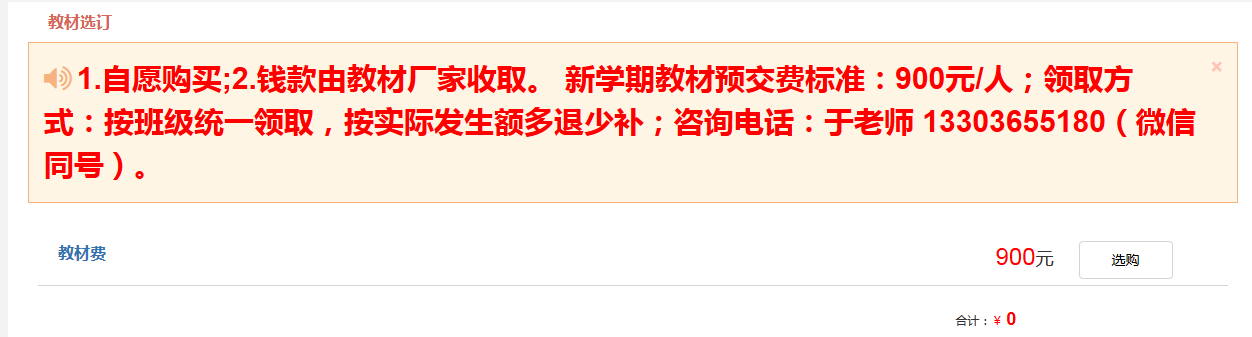 教材选订
1.自愿购买;2.钱款由教材厂家收取。 新学期教材预交费标准：900元/人；领取方
式：按班级统一领取，按实际发生额多退少补；咨询电话：于老师 13303655180（微信
同号）。
×
教材费 900元 选购
合计：¥ 0